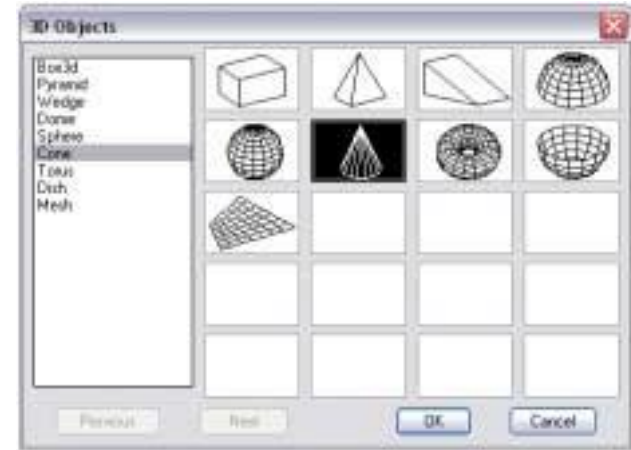 3D Objects
Box3d
Pyramid
Wedge
Dome
Sphere
Cone
Torus
Dish
Mesh
Previous
Next
OK
Cancel